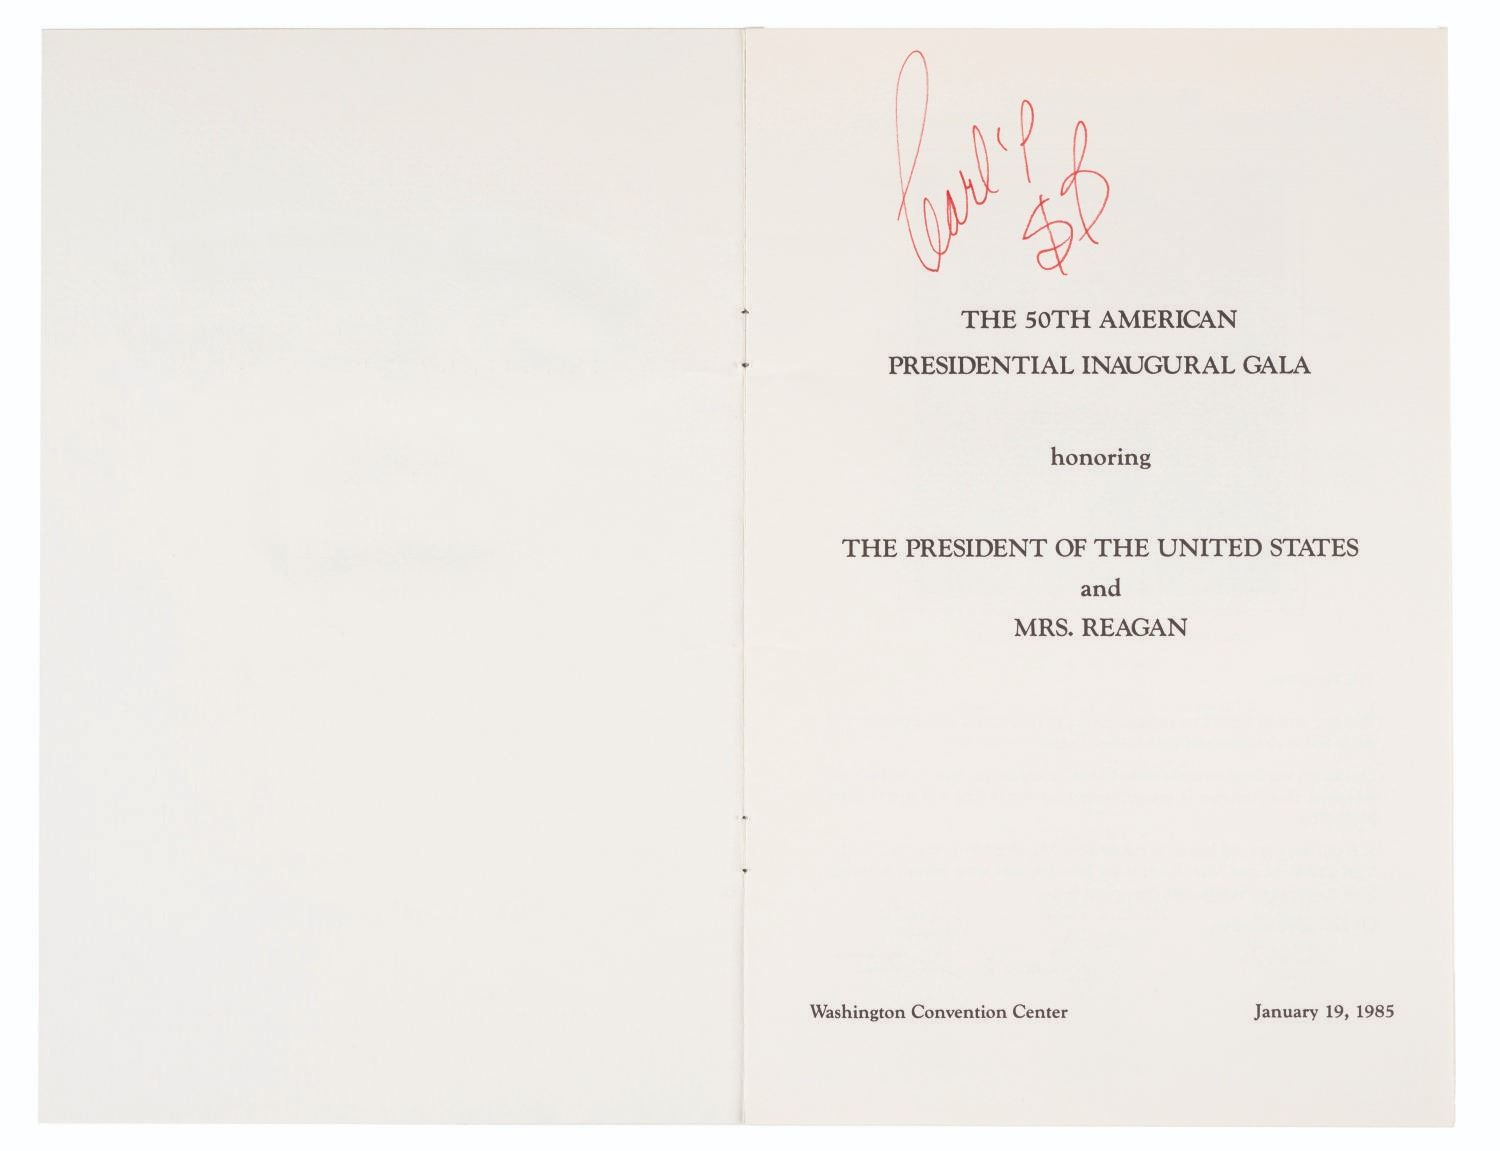 THE 50TH AMERICAN
PRESIDENTIAL INAUGURAL GALA
honoring
THE PRESIDENT OF THE UNITED STATES
and
MRS. REAGAN
Washington Convention Center
January 19, 1985